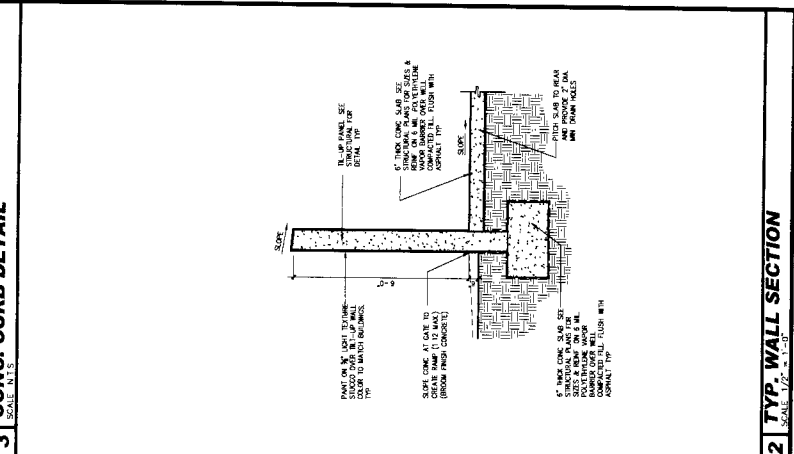 3 CONC. CURB DETAIL
SCALE N.T.S
TIL-UP PANEL SEE
STRUCTURAL FOR
DETAIL TYP
6" THICK CONC SLAB SEE
STRUCTURAL PLANS FOR SIZES &
REINF ON 6 MIL POLYETHYLENE
VAPOR BARRIER OVER WELL
COMPACTED FILL. FLUSH WITH
ASPHALT TYP
SLOPE
SLOPE
PITCH SLAB TO REAR
AND PROVIDE 2" DIA.
MIN DRAIN HOLES
6'-0"
6"
PAINT ON ⅝" LIGHT TEXTURE-
STUCCO OVER TILT-UP WALL
COLOR TO MATCH BUILDINGS.
TYP
SLOPE CONC AT GATE TO
CREATE RAMP (1:12 MAX)
(BROOM FINISH CONCRETE)
6" THICK CONC SLAB SEE
STRUCTURAL PLANS FOR
SIZES & REINF ON 6 MIL
POLYETHYLENE VAPOR
BARRIER OVER WELL
COMPACTED FILL FLUSH WITH
ASPHALT TYP
2 TYP. WALL SECTION
SCALE 1/2" = 1'-0"